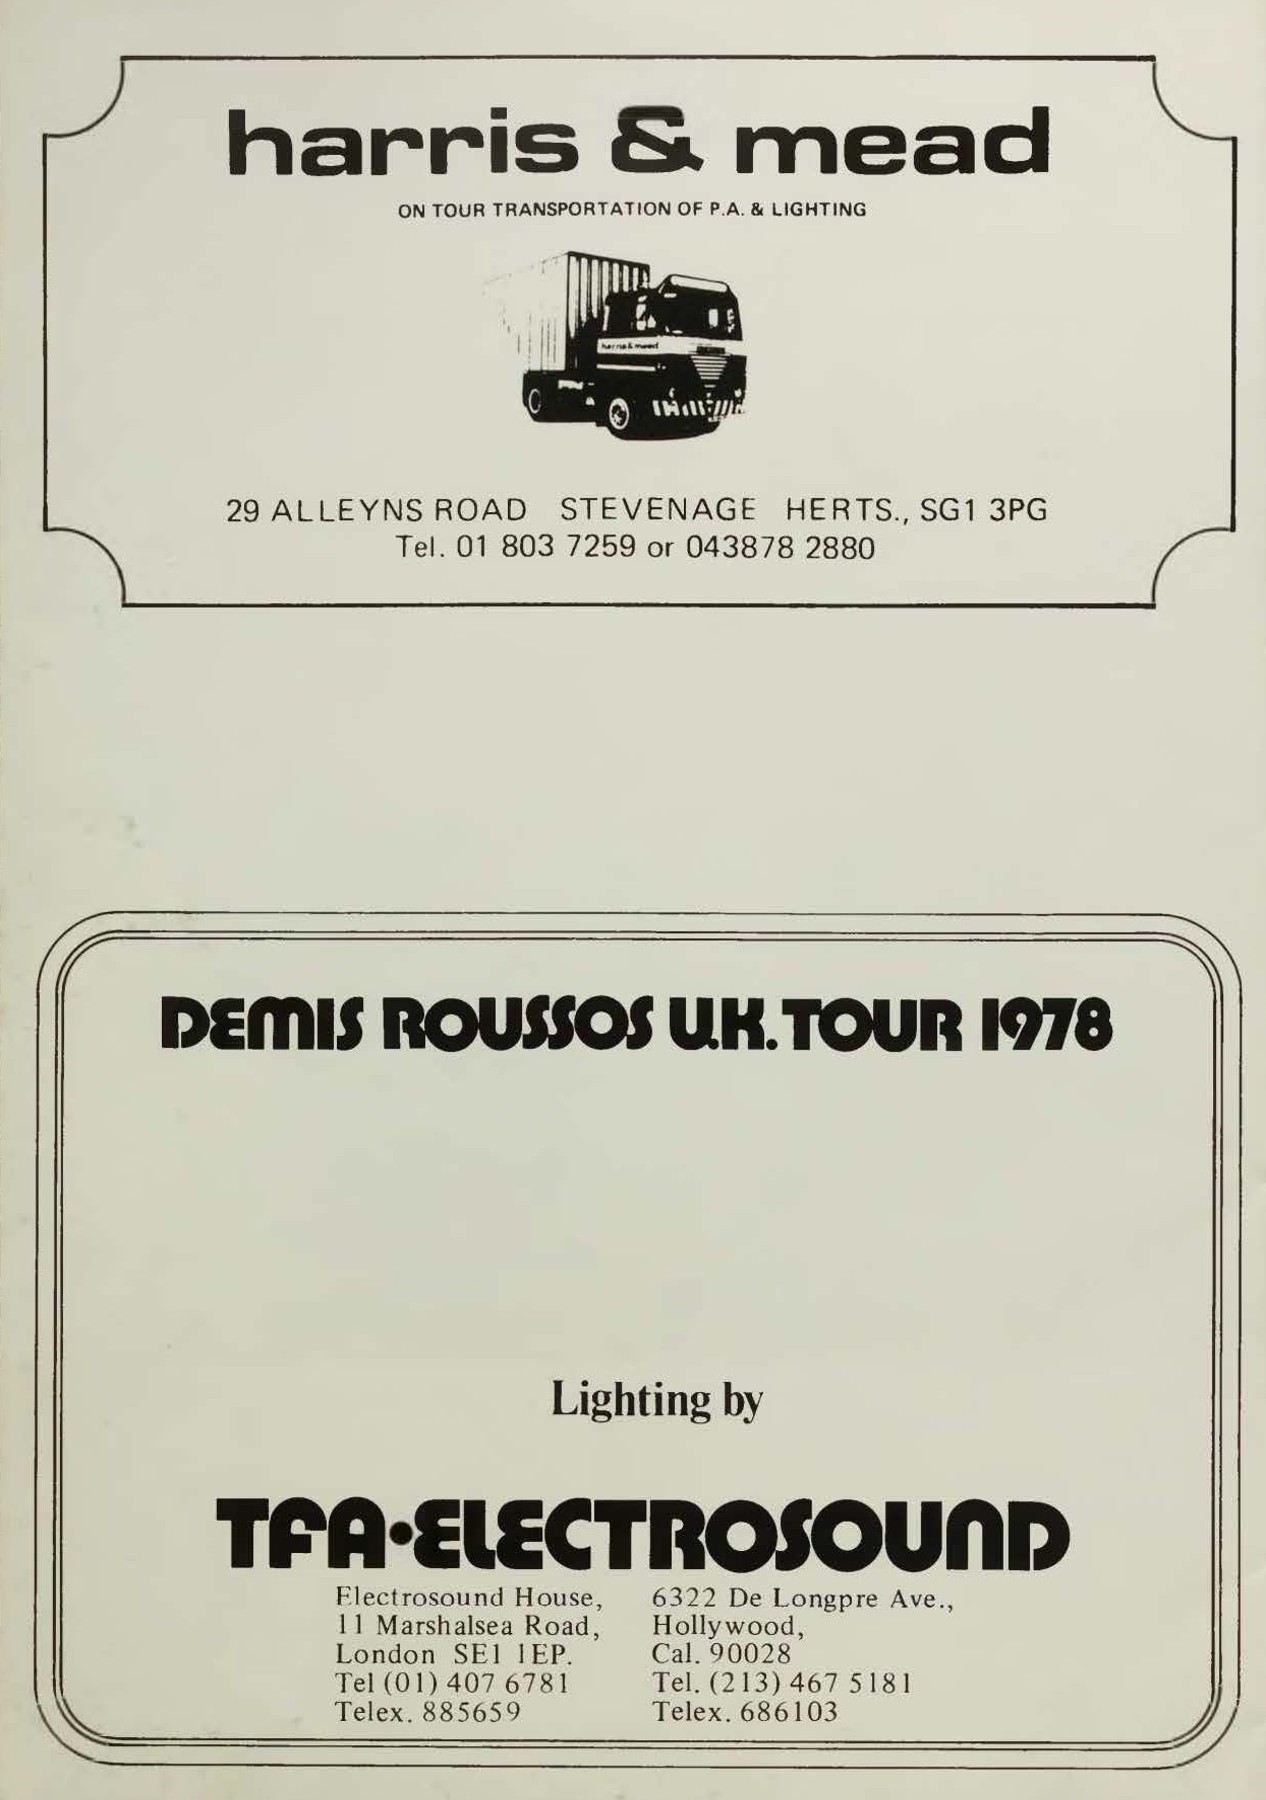 harris & mead
ON TOUR TRANSPORTATION OF P.A. & LIGHTING
harris & mead
29 ALLEYNS ROAD STEVENAGE HERTS., SG1 3PG
Tel. 01 803 7259 or 043878 2880
DEMIS ROUSSOS U.K. TOUR 1978
Lighting by
TFA•ELECTROSOUND
Electrosound House,
11 Marshalsea Road,
London SE1 1EP.
Tel (01) 407 6781
Telex. 885659
6322 De Longpre Ave.,
Hollywood,
Cal. 90028
Tel. (213) 467 5181
Telex. 686103